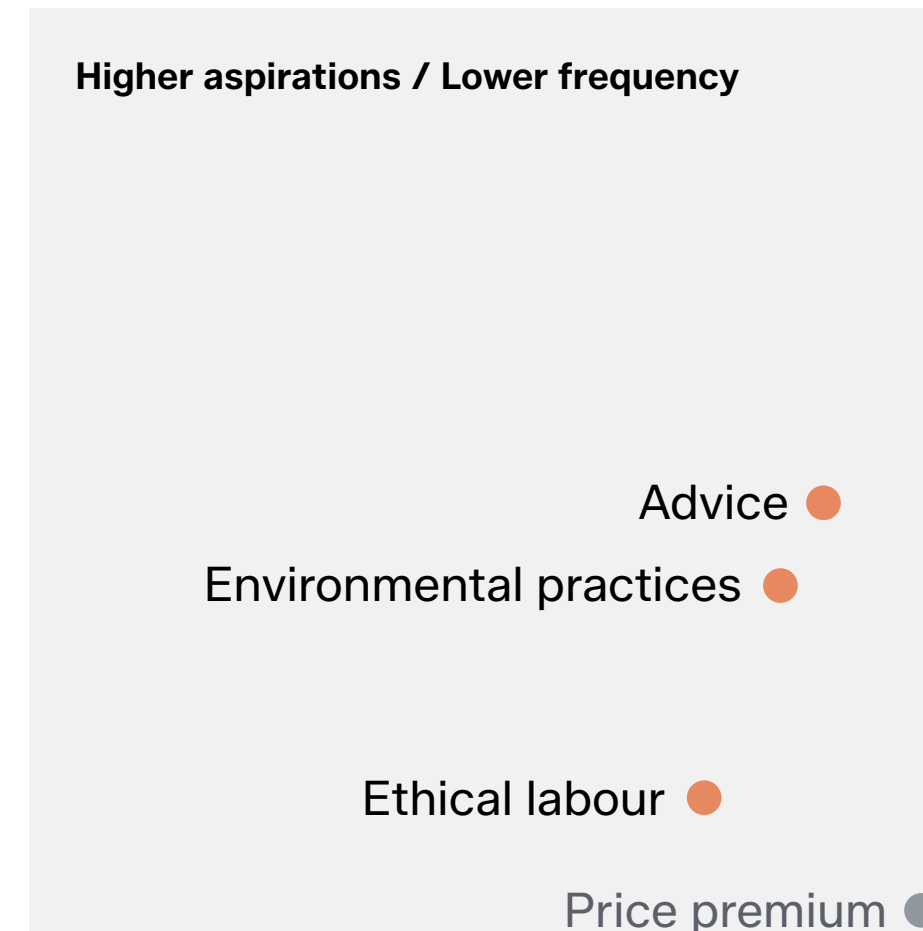 Higher aspirations / Lower frequency
Advice
Environmental practices
Ethical labour
Price premium